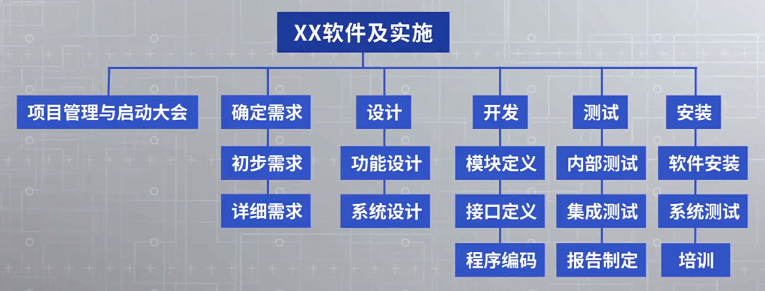 XX软件及实施
项目管理与启动大会
确定需求
设计
开发
测试
安装
初步需求
功能设计
模块定义
内部测试
软件安装
详细需求
系统设计
接口定义
集成测试
系统测试
程序编码
报告制定
培训